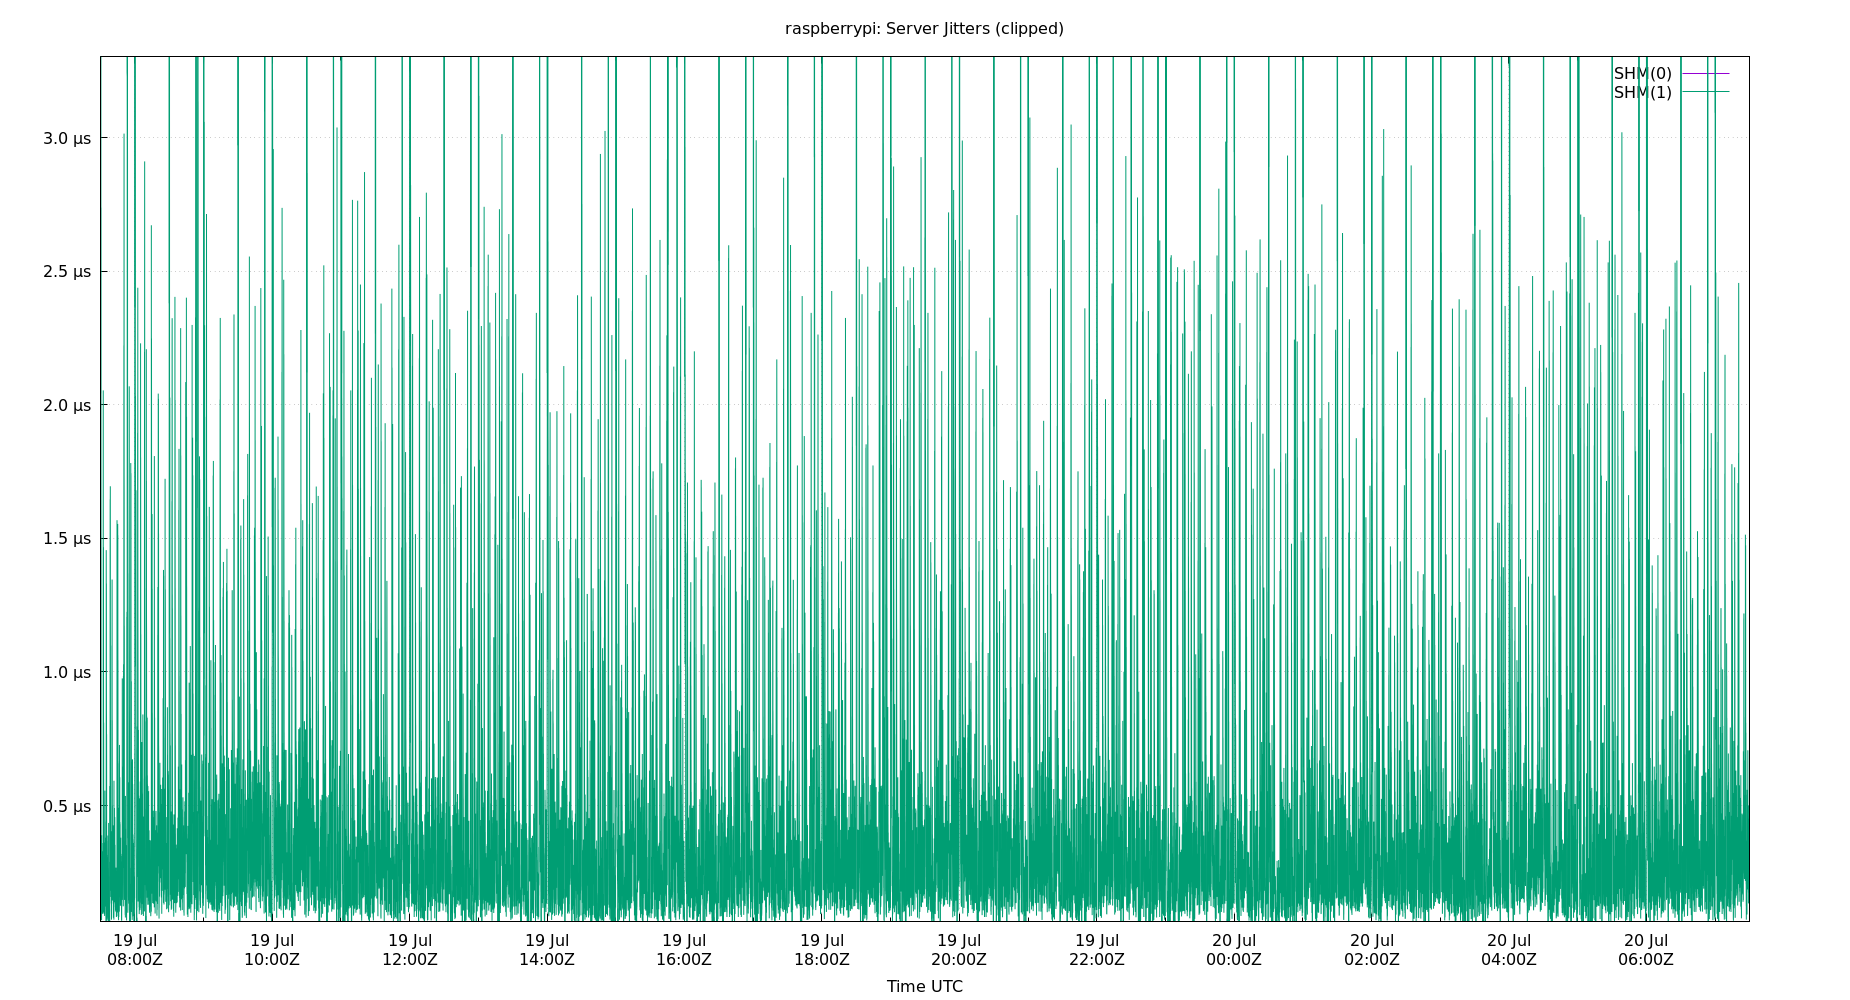 raspberrypi: Server Jitters (clipped)
SHM(0)
SHM(1)
3.0 µs
2.5 µs
2.0 µs
1.5 µs
1.0 µs
0.5 µs
19 Jul 19 Jul 19 Jul 19 Jul 19 Jul 19 Jul 19 Jul 19 Jul 20 Jul 20 Jul 20 Jul 20 Jul
08:00Z 10:00Z 12:00Z 14:00Z 16:00Z 18:00Z 20:00Z 22:00Z 00:00Z 02:00Z 04:00Z 06:00Z
Time UTC